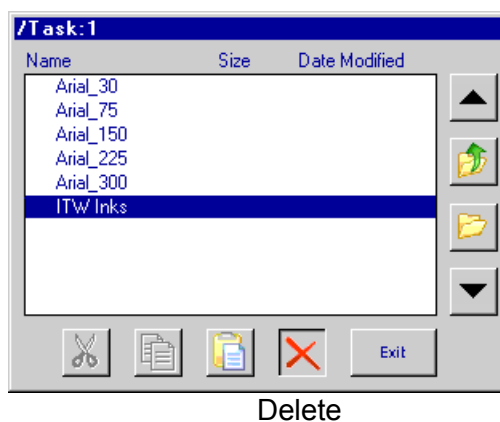 /Task:1
Name Size Date Modified
Arial_30
Arial_75
Arial_150
Arial_225
Arial_300
ITW Inks
Exit
Delete